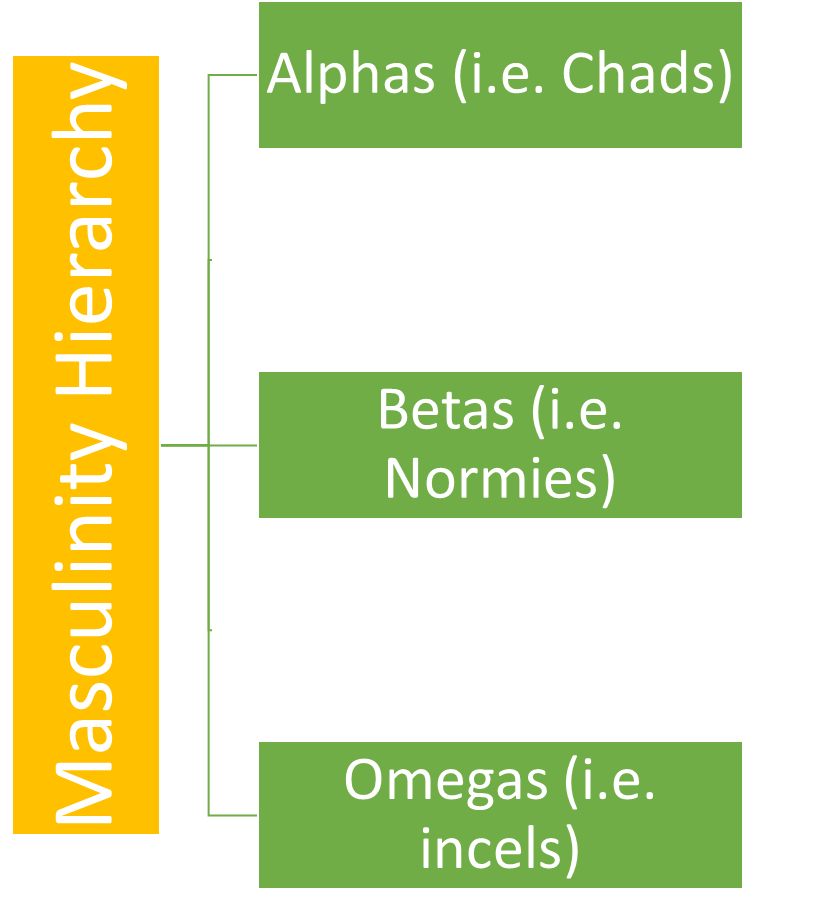 Masculinity Hierarchy
Alphas (i.e. Chads)
Betas (i.e.
Normies)
Omegas (i.e.
incels)